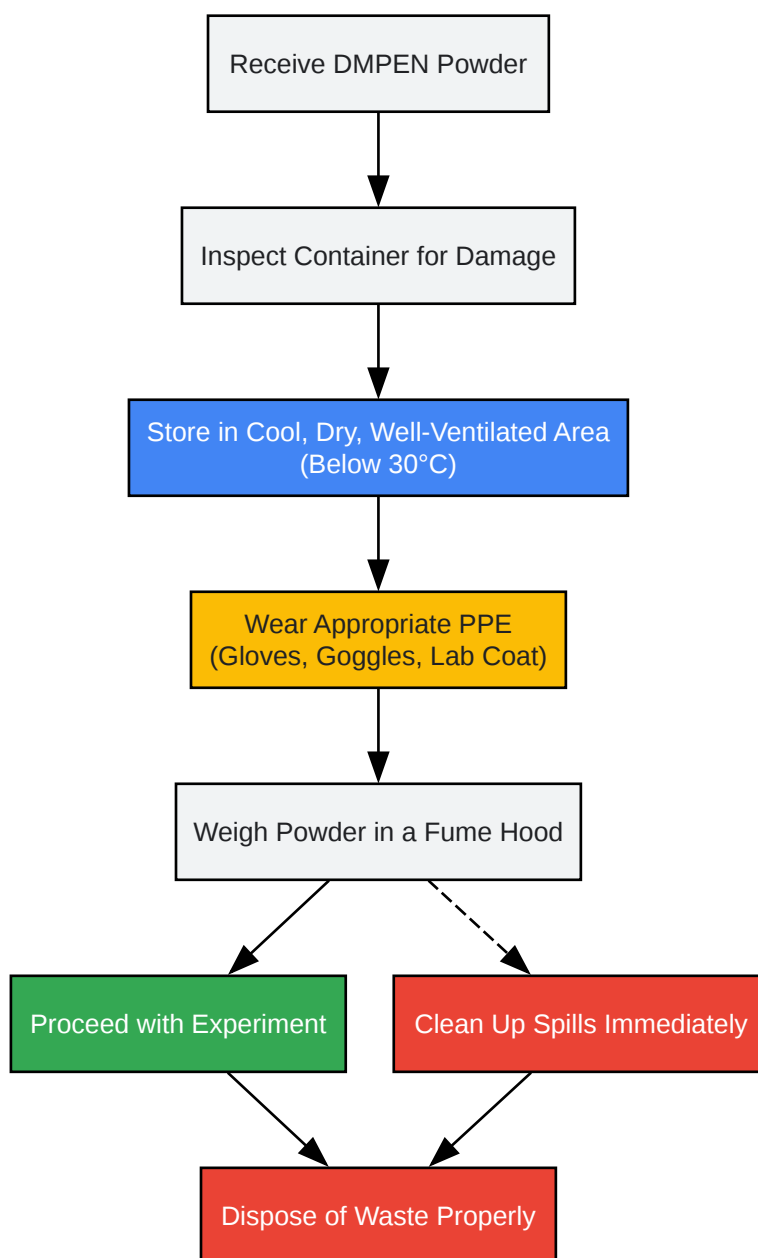 Receive DMPEN Powder
Inspect Container for Damage
Store in Cool, Dry, Well-Ventilated Area
(Below 30°C)
Wear Appropriate PPE
(Gloves, Goggles, Lab Coat)
Weigh Powder in a Fume Hood
Proceed with Experiment
Clean Up Spills Immediately
Dispose of Waste Properly